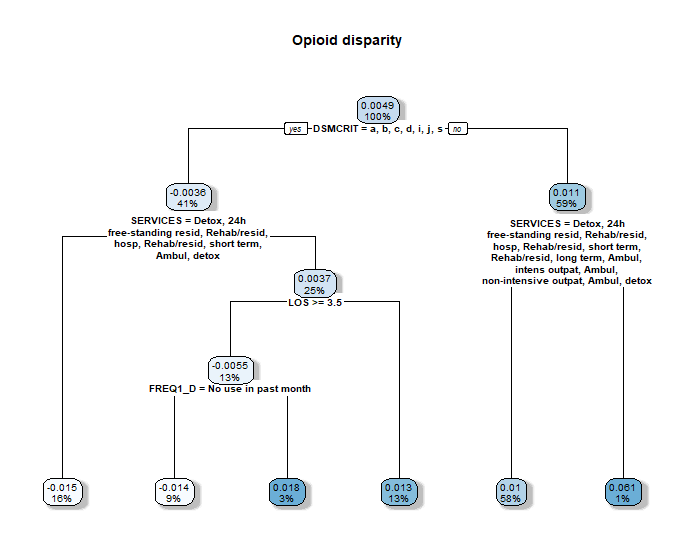 Opioid disparity
0.0049
100%
yes DSMCRIT = a, b, c, d, i, j, s no
-0.0036
41%
SERVICES = Detox, 24h
free-standing resid, Rehab/resid,
hosp, Rehab/resid, short term,
Ambul, detox
0.011
59%
SERVICES = Detox, 24h
free-standing resid, Rehab/resid,
hosp, Rehab/resid, short term,
Rehab/resid, long term, Ambul,
intens outpat, Ambul,
non-intensive outpat, Ambul, detox
0.0037
25%
LOS >= 3.5
-0.0055
13%
FREQ1_D = No use in past month
-0.015
16%
-0.014
9%
0.018
3%
0.013
13%
0.01
58%
0.061
1%